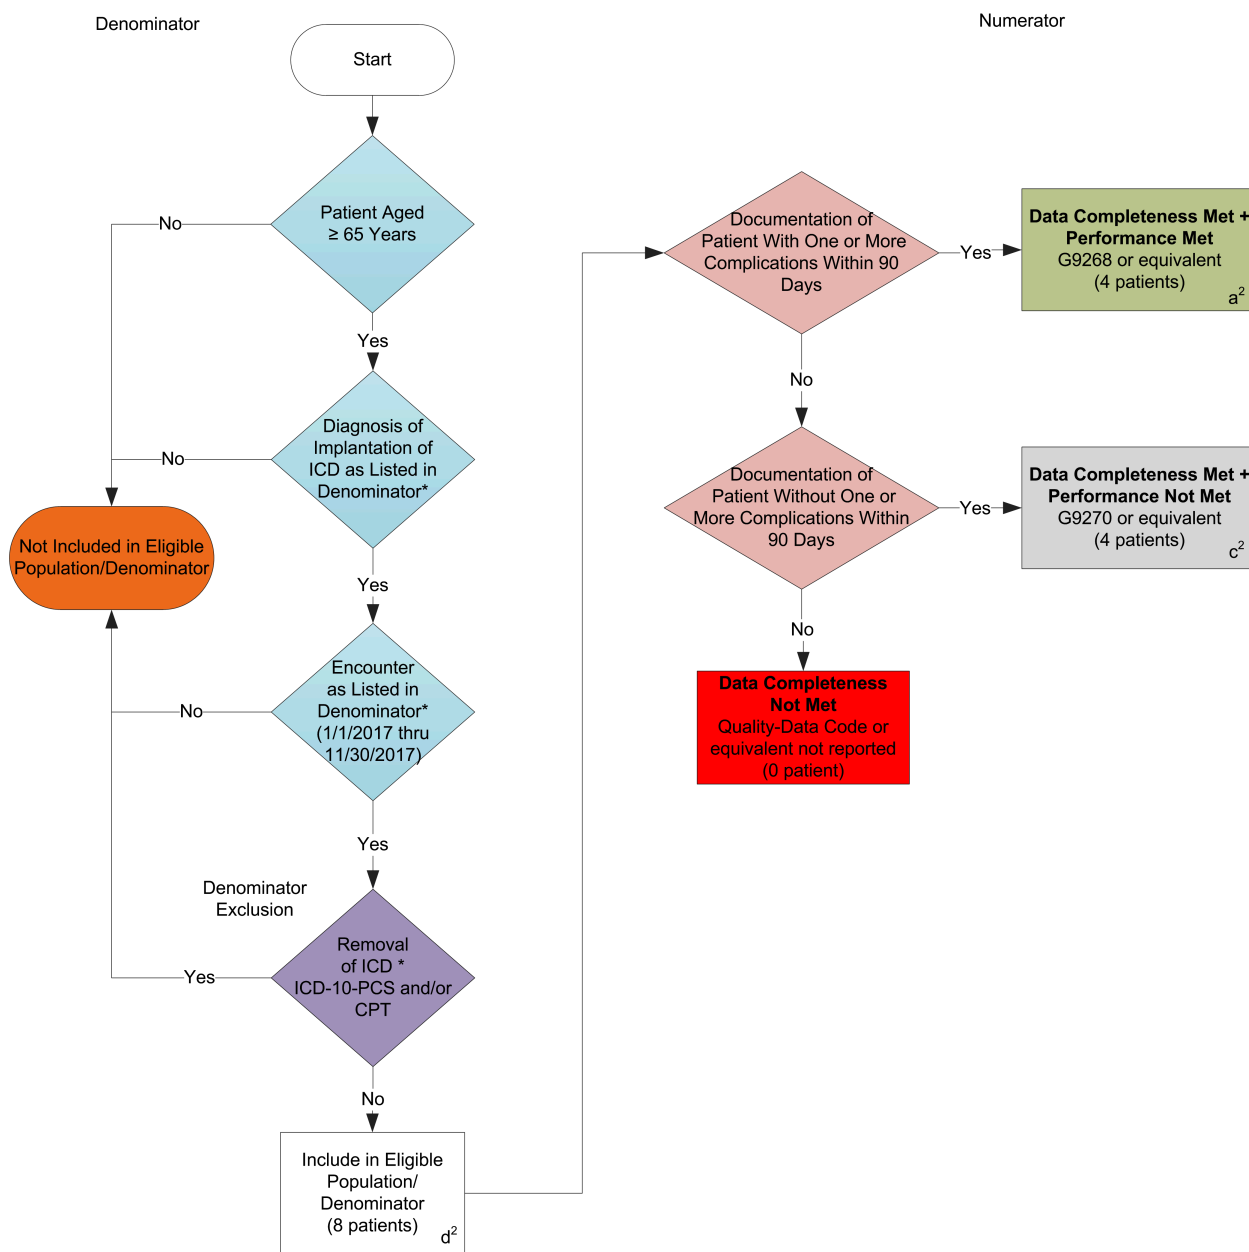 Denominator
Numerator
Start
Patient Aged
≥ 65 Years
No
Yes
Diagnosis of
Implantation of
ICD as Listed in
Denominator*
No
Yes
Not Included in Eligible
Population/Denominator
Encounter
as Listed in
Denominator*
(1/1/2017 thru
11/30/2017)
No
Yes
Denominator
Exclusion
Removal
of ICD *
ICD-10-PCS and/or
CPT
Yes
No
Include in Eligible
Population/
Denominator
(8 patients)
d²
Documentation of
Patient With One or More
Complications Within 90
Days
Yes
No
Data Completeness Met +
Performance Met
G9268 or equivalent
(4 patients)
a²
Documentation of
Patient Without One or
More Complications Within
90 Days
Yes
No
Data Completeness Met +
Performance Not Met
G9270 or equivalent
(4 patients)
c²
Data Completeness
Not Met
Quality-Data Code or
equivalent not reported
(0 patient)